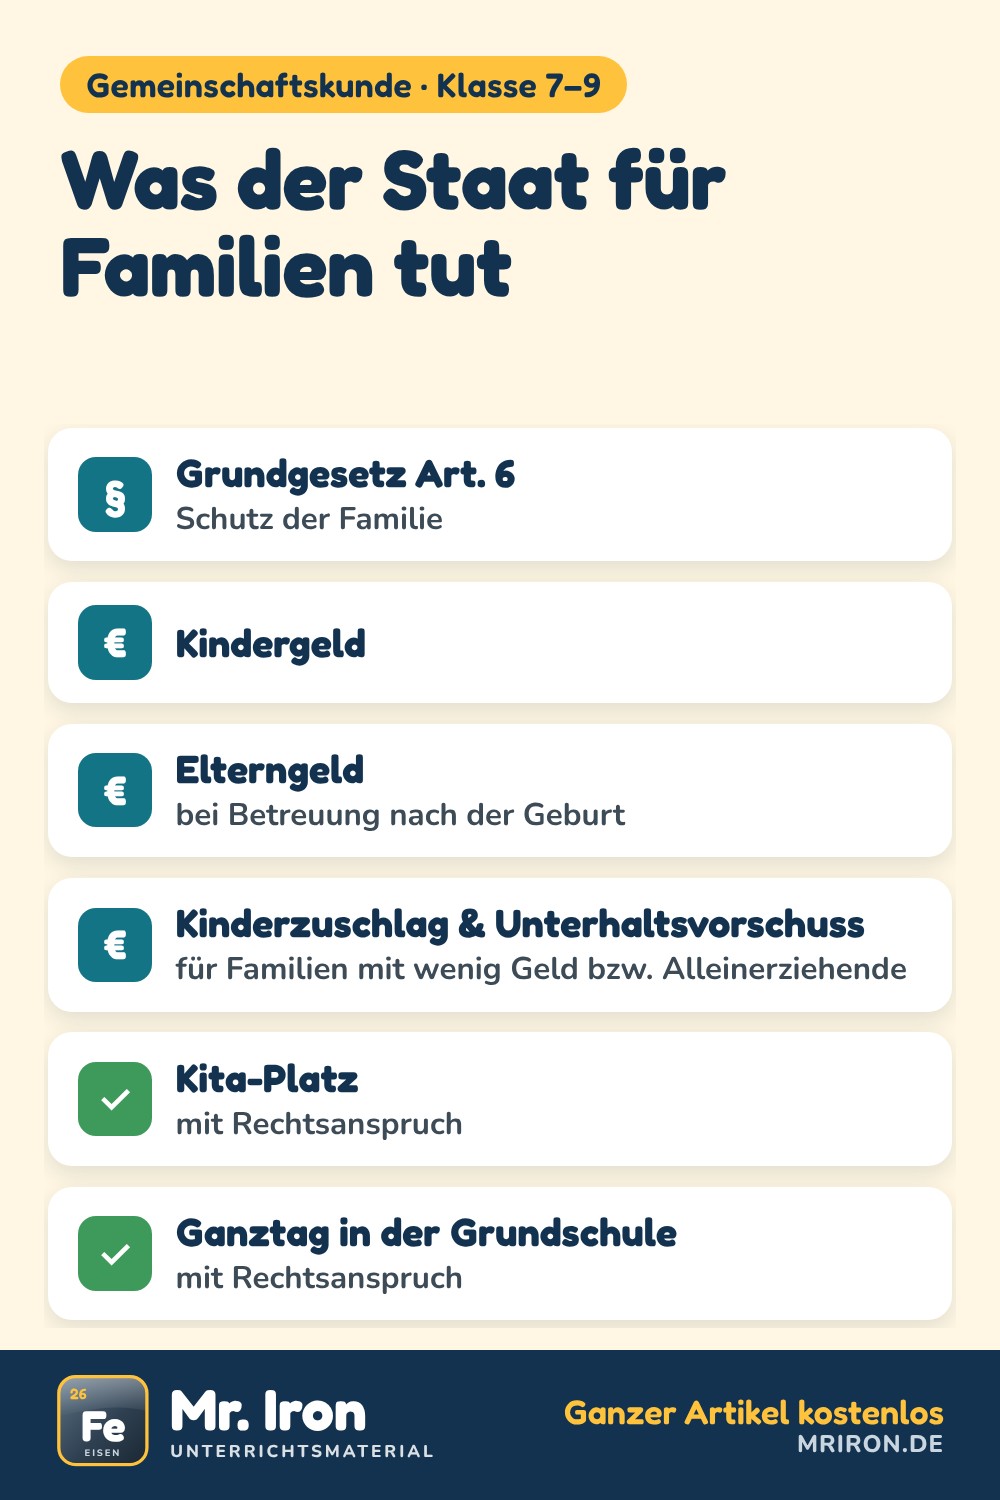 Gemeinschaftskunde · Klasse 7–9
Was der Staat für
Familien tut
§
Grundgesetz Art. 6
Schutz der Familie
€
Kindergeld
€
Elterngeld
bei Betreuung nach der Geburt
€
Kinderzuschlag & Unterhaltsvorschuss
für Familien mit wenig Geld bzw. Alleinerziehende
Kita-Platz
mit Rechtsanspruch
Ganztag in der Grundschule
mit Rechtsanspruch
26
Fe
EISEN
Mr. Iron
UNTERRICHTSMATERIAL
Ganzer Artikel kostenlos
MRIRON.DE